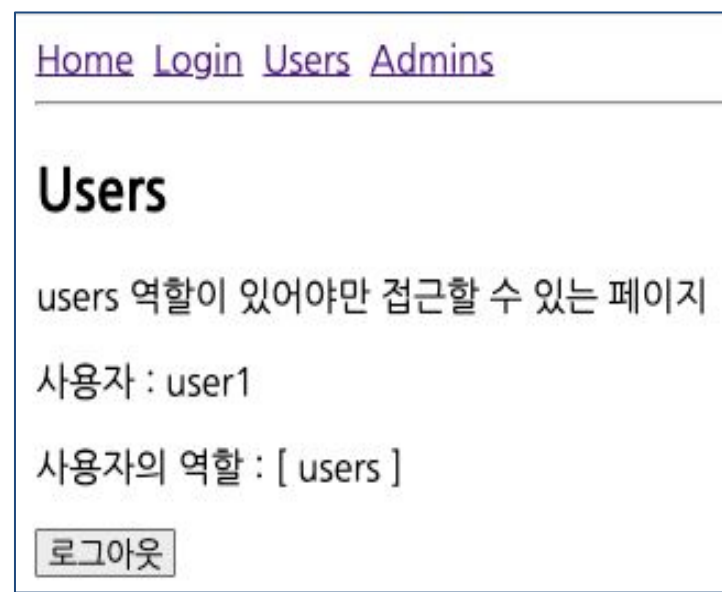 Home Login Users Admins
Users
users 역할이 있어야만 접근할 수 있는 페이지
사용자 : user1
사용자의 역할 : [ users ]
로그아웃